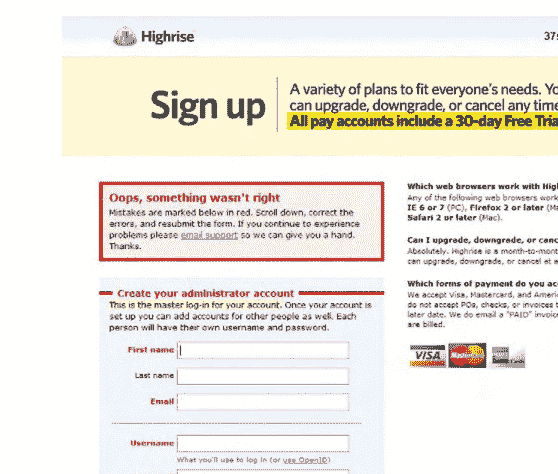 Highrise
37s
Sign up
A variety of plans to fit everyone's needs. Yo
can upgrade, downgrade, or cancel any time
All pay accounts include a 30-day Free Tria
Oops, something wasn't right
Mistakes are marked below in red. Scroll down, correct the
errors, and resubmit the form. If you continue to experience
problems please email support so we can give you a hand.
Thanks.
Create your administrator account
This is the master log-in for your account. Once your account is
set up you can add accounts for other people as well. Each
person will have their own username and password.
First name
Last name
Email
Username
What you'll use to log in (or use OpenID)
Which web browsers work with High
Any of the following web browsers work
IE 6 or 7 (PC), Firefox 2 or later (Ma
Safari 2 or later (Mac).
Can I upgrade, downgrade, or canc
Absolutely. Highrise is a month-to-mont
can upgrade, downgrade, or cancel at a
Which forms of payment do you acc
We accept Visa, Mastercard, and Ameri
do not accept POs, checks, or invoices t
later date. We do email a "PAID" invoic
are billed.
VISA
MasterCard